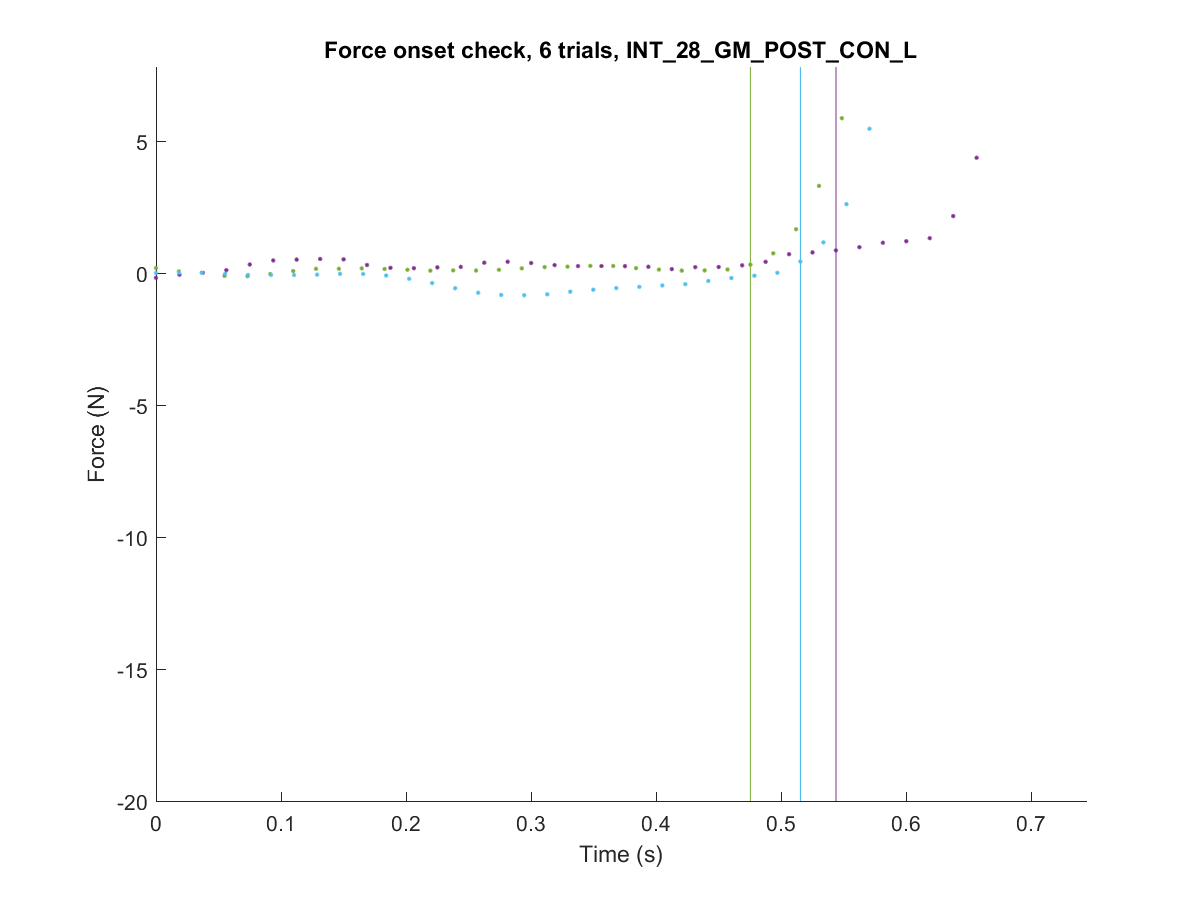 Force onset check, 6 trials, INT_28_GM_POST_CON_L
5
0
-5
-10
-15
-20
Force (N)
0 0.1 0.2 0.3 0.4 0.5 0.6 0.7
Time (s)